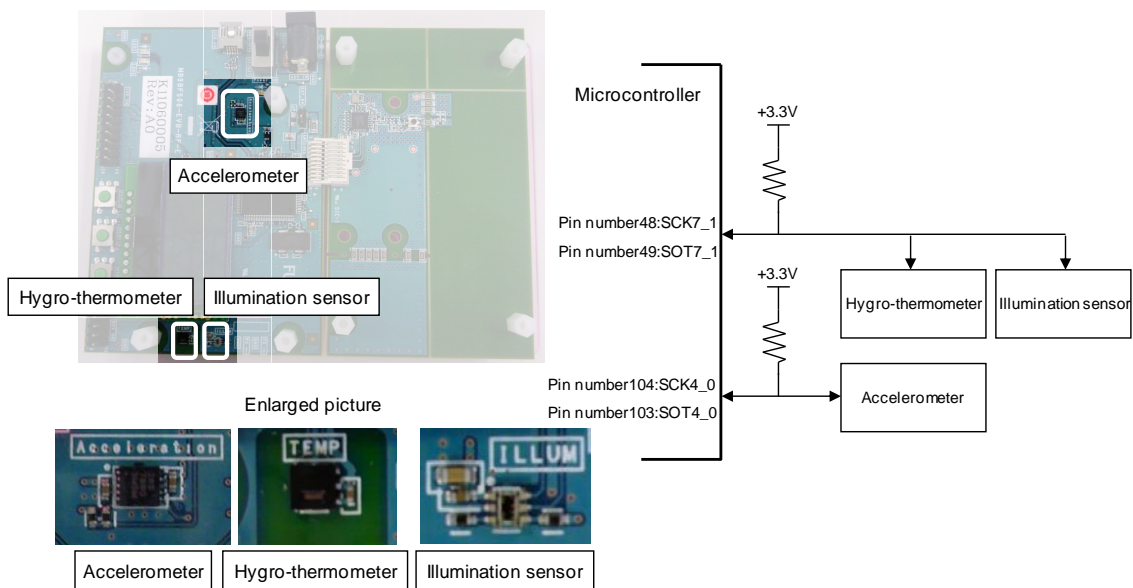 K11060005
Rev:A0
Accelerometer
Hygro-thermometer
Illumination sensor
Enlarged picture
Acceleration
TEMP
ILLUM
Accelerometer
Hygro-thermometer
Illumination sensor
Microcontroller
+3.3V
Pin number48:SCK7_1
Pin number49:SOT7_1
+3.3V
Hygro-thermometer
Illumination sensor
Pin number104:SCK4_0
Pin number103:SOT4_0
Accelerometer